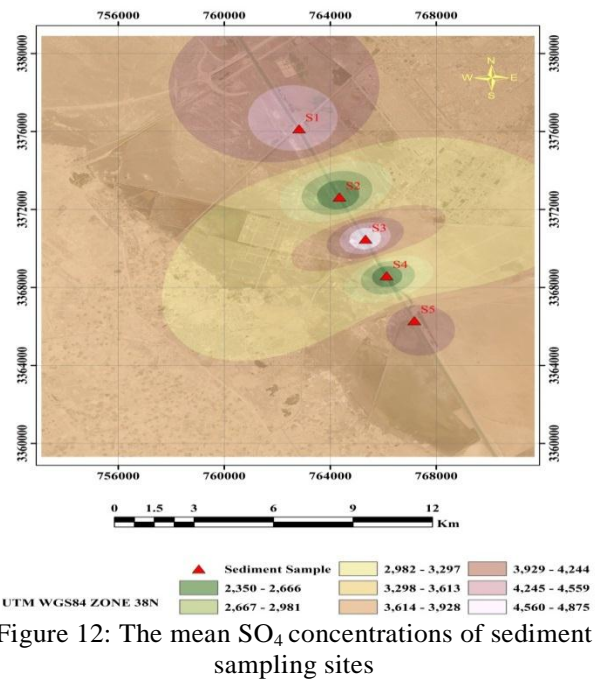 756000 760000 764000 768000
3380000 3380000
N
W E
S
S1
3376000 3376000
S2
3372000 3372000
S3
S4
3368000 3368000
S5
3364000 3364000
3360000 3360000
756000 760000 764000 768000
0 1.5 3 6 9 12
Km
Sediment Sample 2,982 - 3,297 3,929 - 4,244
2,350 - 2,666 3,298 - 3,613 4,245 - 4,559
UTM WGS84 ZONE 38N 2,667 - 2,981 3,614 - 3,928 4,560 - 4,875
Figure 12: The mean SO₄ concentrations of sediment
sampling sites